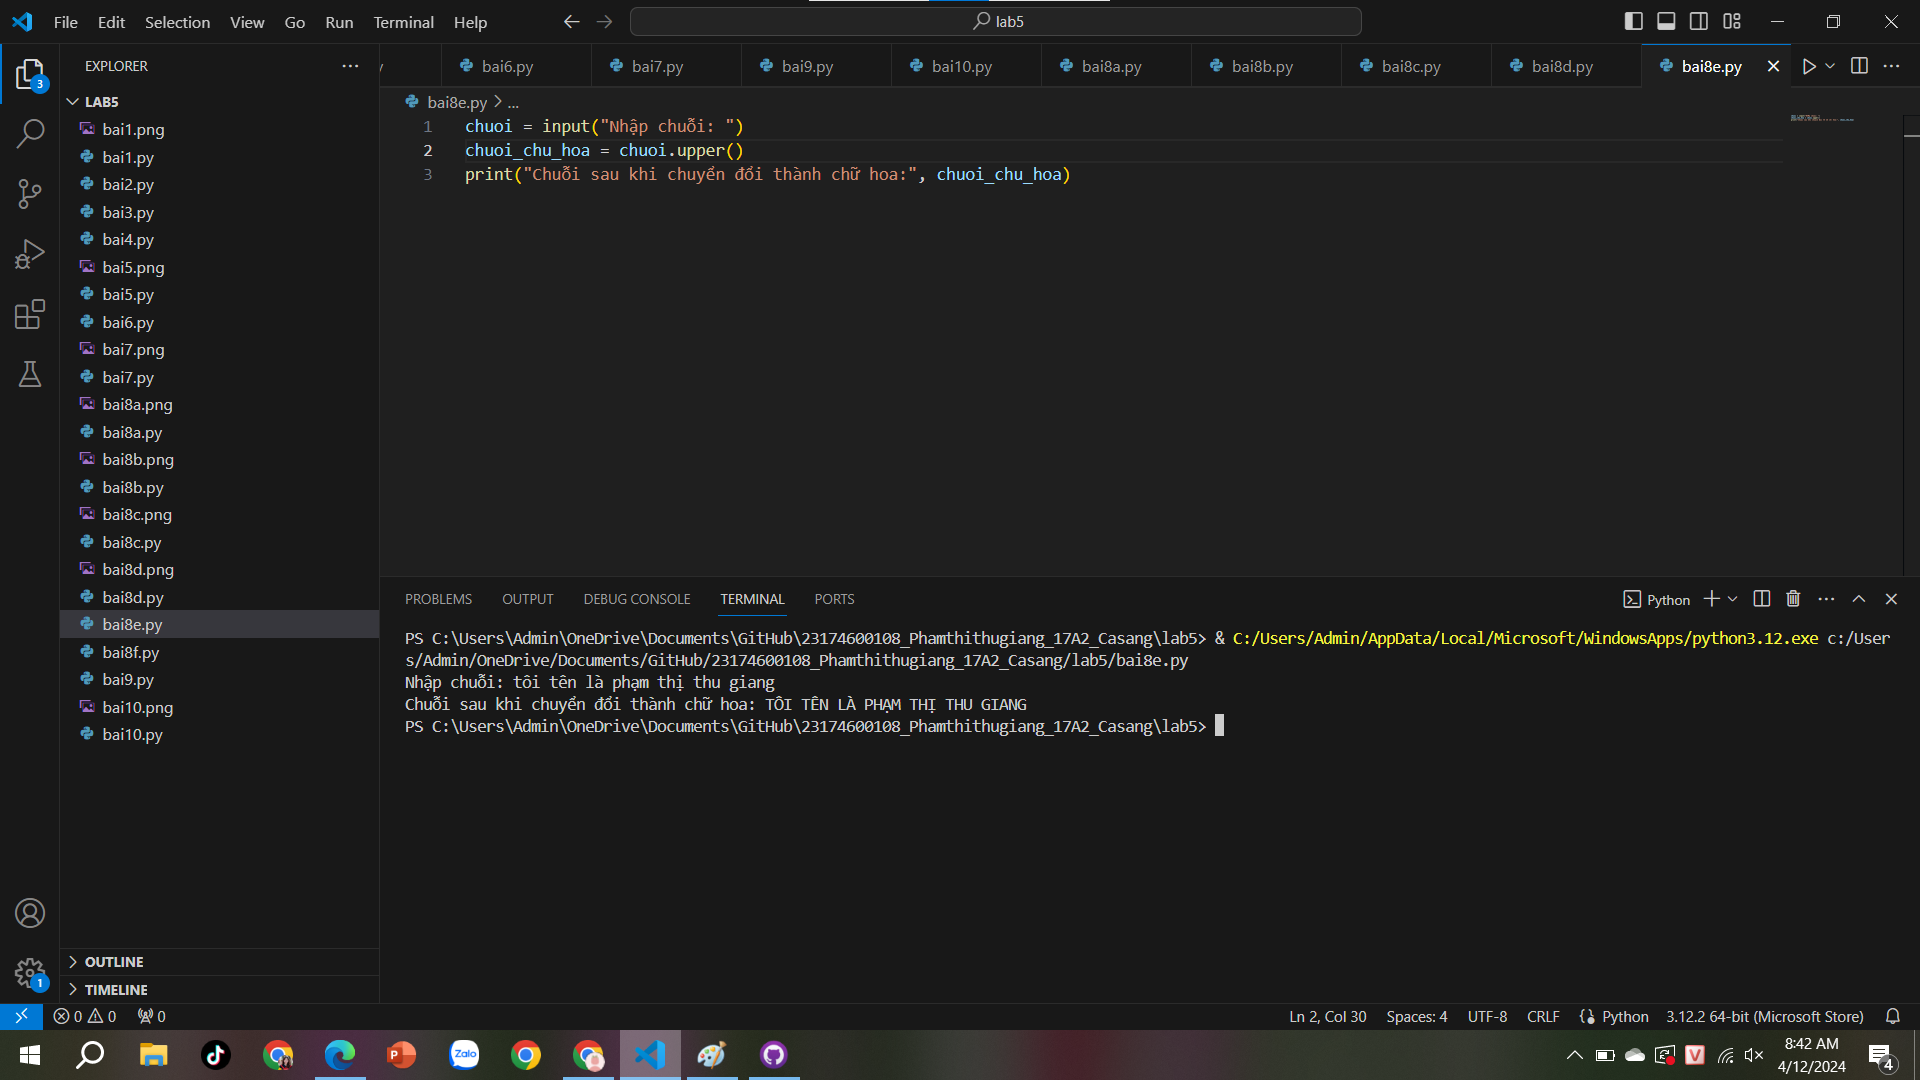 File Edit Selection View Go Run Terminal Help
lab5
EXPLORER
3
LAB5
bai1.png
bai1.py
bai2.py
bai3.py
bai4.py
bai5.png
bai5.py
bai6.py
bai7.png
bai7.py
bai8a.png
bai8a.py
bai8b.png
bai8b.py
bai8c.png
bai8c.py
bai8d.png
bai8d.py
bai8e.py
bai8f.py
bai9.py
bai10.png
bai10.py
OUTLINE
TIMELINE
1
bai6.py bai7.py bai9.py bai10.py bai8a.py bai8b.py bai8c.py bai8d.py bai8e.py
bai8e.py > ...
1 chuoi = input("Nhập chuỗi: ")
2 chuoi_chu_hoa = chuoi.upper()
3 print("Chuỗi sau khi chuyển đổi thành chữ hoa:", chuoi_chu_hoa)
PROBLEMS OUTPUT DEBUG CONSOLE TERMINAL PORTS
Python
PS C:\Users\Admin\OneDrive\Documents\GitHub\23174600108_Phamthithugiang_17A2_Casang\lab5> & C:/Users/Admin/AppData/Local/Microsoft/WindowsApps/python3.12.exe c:/User
s/Admin/OneDrive/Documents/GitHub/23174600108_Phamthithugiang_17A2_Casang/lab5/bai8e.py
Nhập chuỗi: tôi tên là phạm thị thu giang
Chuỗi sau khi chuyển đổi thành chữ hoa: TÔI TÊN LÀ PHẠM THỊ THU GIANG
PS C:\Users\Admin\OneDrive\Documents\GitHub\23174600108_Phamthithugiang_17A2_Casang\lab5>
0 0 0
Ln 2, Col 30 Spaces: 4 UTF-8 CRLF Python 3.12.2 64-bit (Microsoft Store)
Zalo
V
8:42 AM
4/12/2024
4